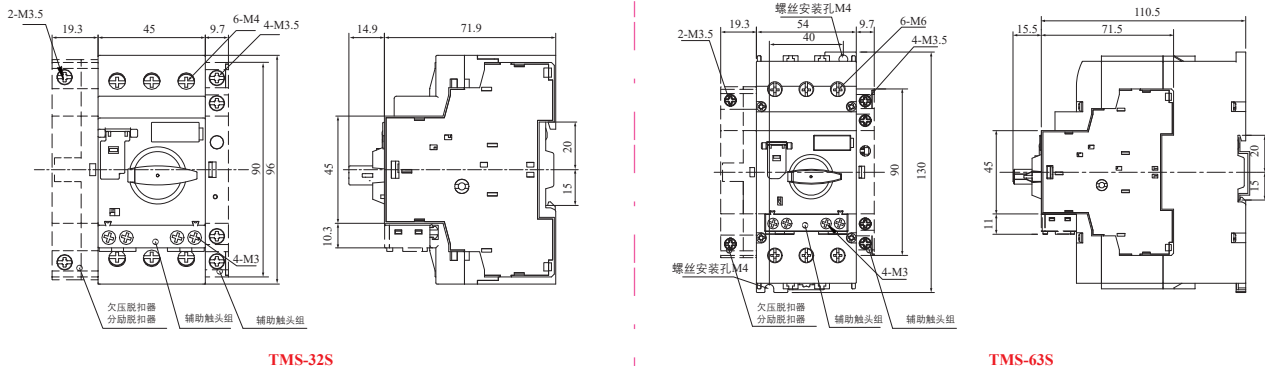 2-M3.5
19.3
45
9.7
6-M4
4-M3.5
90
96
4-M3
欠压脱扣器
分励脱扣器
辅助触头组
辅助触头组
14.9
71.9
45
10.3
20
15
TMS-32S
螺丝安装孔M4
19.3
54
9.7
40
6-M6
2-M3.5
4-M3.5
90
130
4-M3
螺丝安装孔M4
欠压脱扣器
分励脱扣器
辅助触头组
辅助触头组
110.5
15.5
71.5
45
11
20
15
TMS-63S